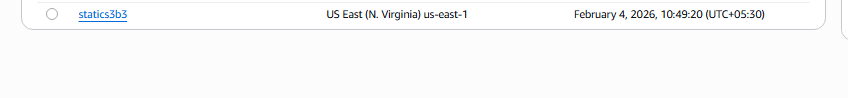 statics3b3 US East (N. Virginia) us-east-1 February 4, 2026, 10:49:20 (UTC+05:30)